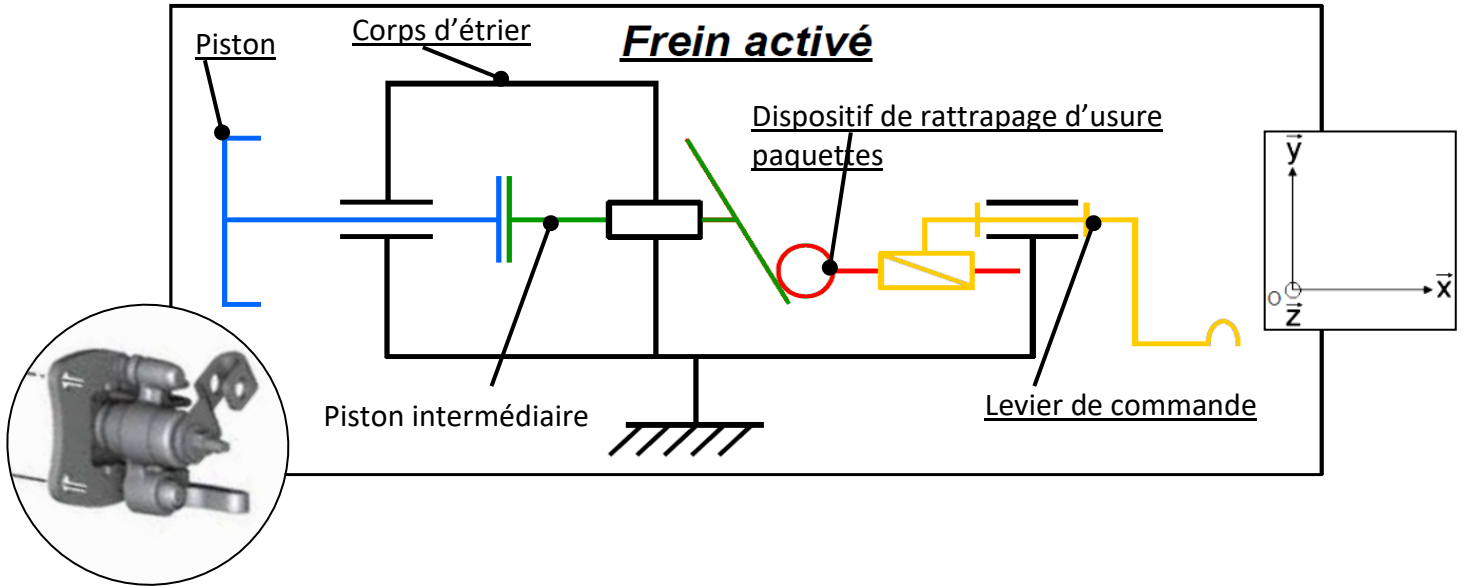 Frein activé
Piston
Corps d’étrier
Dispositif de rattrapage d’usure
paquettes
Piston intermédiaire
Levier de commande
y
x
O
z